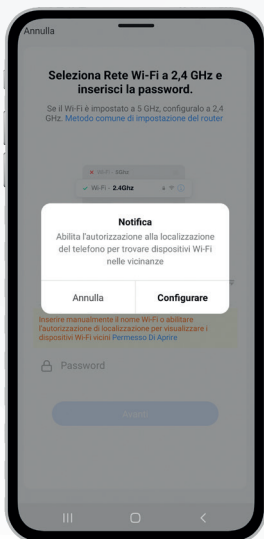 Annulla
Seleziona Rete Wi-Fi a 2,4 GHz e
inserisci la password.
Se il Wi-Fi è impostato a 5 GHz, configuralo a 2,4
GHz. Metodo comune di impostazione del router
Wi-Fi - 5Ghz
Wi-Fi - 2.4Ghz
Notifica
Abilita l'autorizzazione alla localizzazione
del telefono per trovare dispositivi Wi-Fi
nelle vicinanze
Annulla Configurare
inserire manualmente il nome Wi-Fi o abilitare
l'autorizzazione di localizzazione per visualizzare i
dispositivi Wi-Fi vicini Permesso Di Aprire
Password